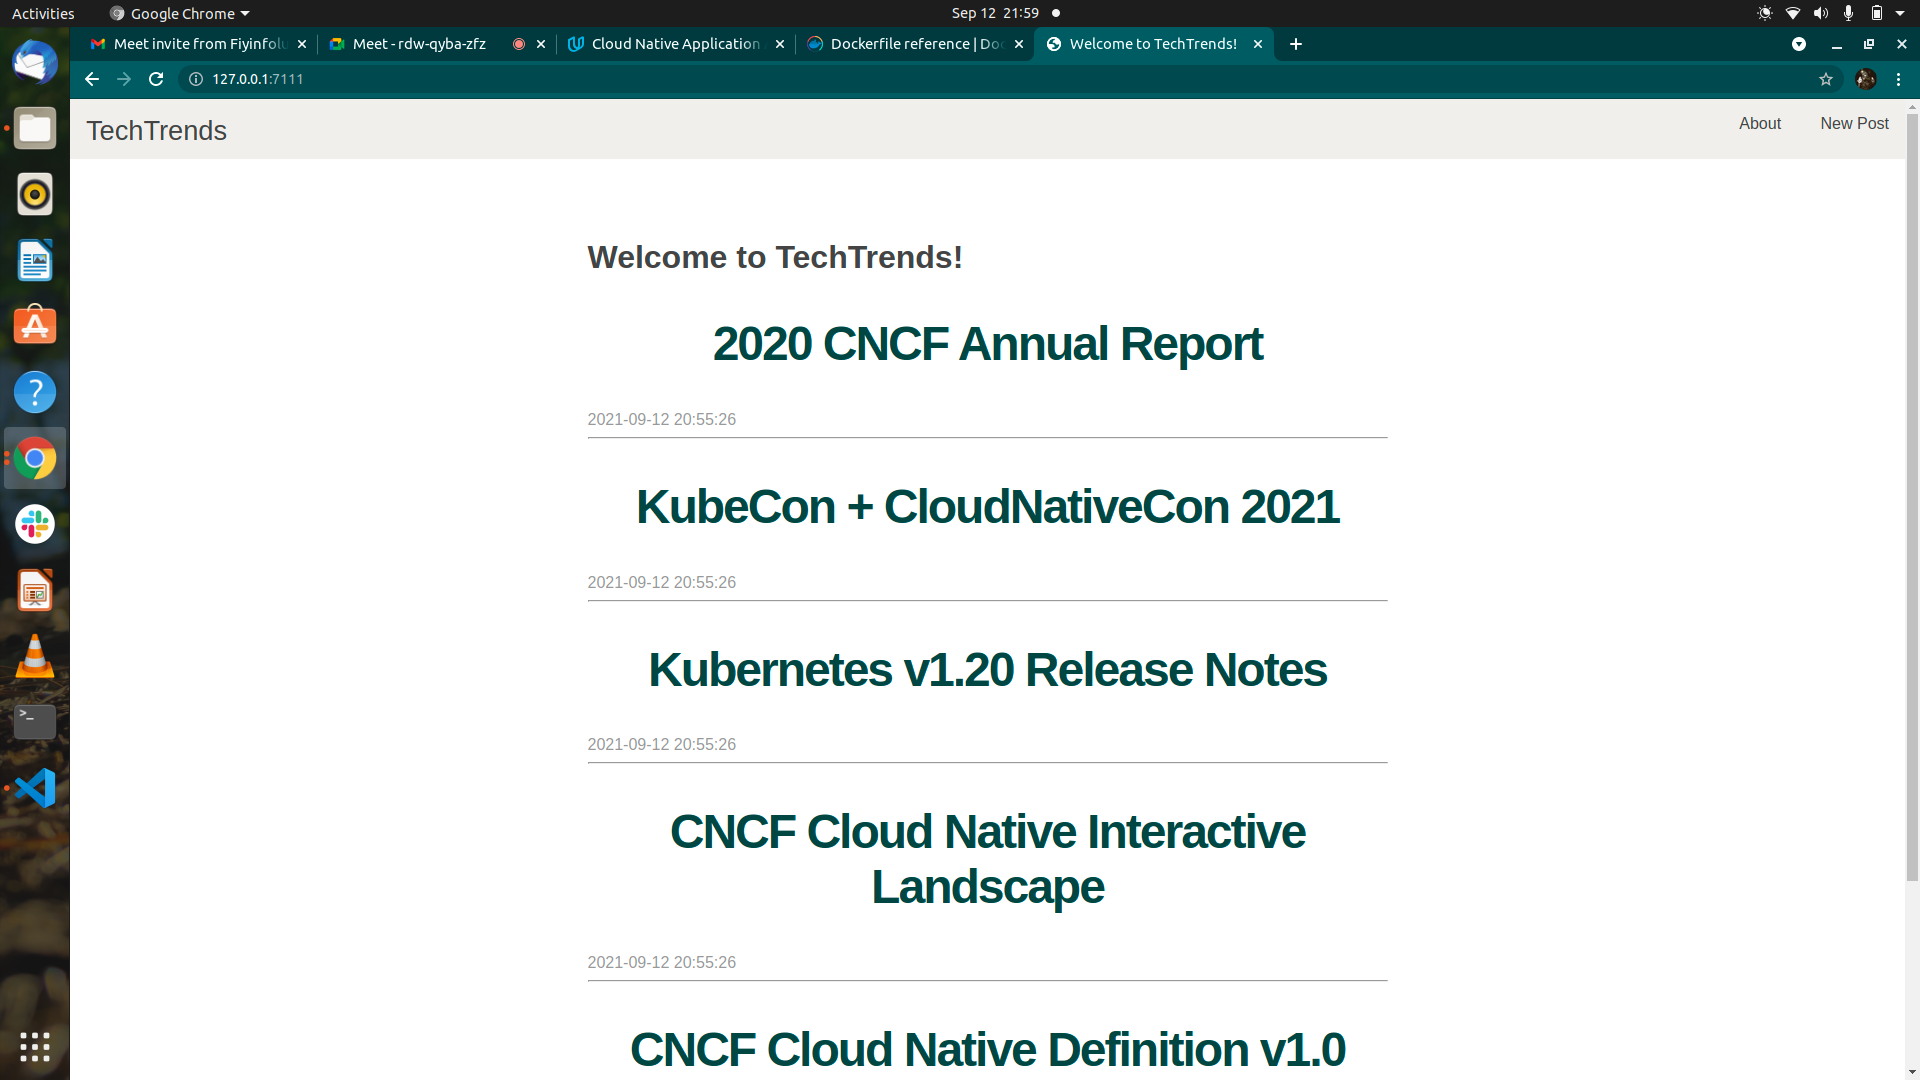 Activities
Google Chrome
Sep 12 21:59
Meet invite from Fiyinfolu
Meet - rdw-qyba-zfz
Cloud Native Application
Dockerfile reference | Doc
Welcome to TechTrends!
127.0.0.1:7111
TechTrends
About
New Post
Welcome to TechTrends!
2020 CNCF Annual Report
2021-09-12 20:55:26
KubeCon + CloudNativeCon 2021
2021-09-12 20:55:26
Kubernetes v1.20 Release Notes
2021-09-12 20:55:26
CNCF Cloud Native Interactive
Landscape
2021-09-12 20:55:26
CNCF Cloud Native Definition v1.0